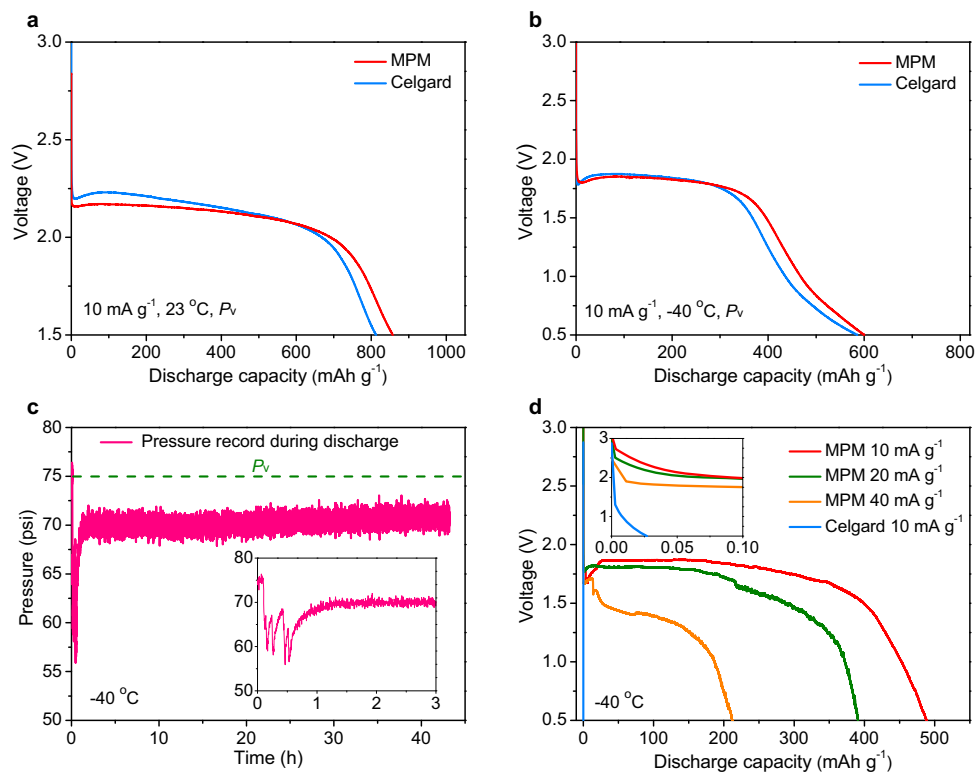 a
3.0
2.5
2.0
1.5
Voltage (V)
MPM
Celgard
10 mA g⁻¹, 23 °C, Pᵥ
0 200 400 600 800 1000
Discharge capacity (mAh g⁻¹)
b
3.0
2.5
2.0
1.5
1.0
0.5
Voltage (V)
MPM
Celgard
10 mA g⁻¹, -40 °C, Pᵥ
0 200 400 600 800
Discharge capacity (mAh g⁻¹)
c
80
75
70
65
60
55
50
Pressure (psi)
Pressure record during discharge
Pᵥ
80
70
60
50
0 1 2 3
-40 °C
0 10 20 30 40
Time (h)
d
3.0
2.5
2.0
1.5
1.0
0.5
Voltage (V)
3
2
1
0.00 0.05 0.10
MPM 10 mA g⁻¹
MPM 20 mA g⁻¹
MPM 40 mA g⁻¹
Celgard 10 mA g⁻¹
-40 °C
0 100 200 300 400 500
Discharge capacity (mAh g⁻¹)